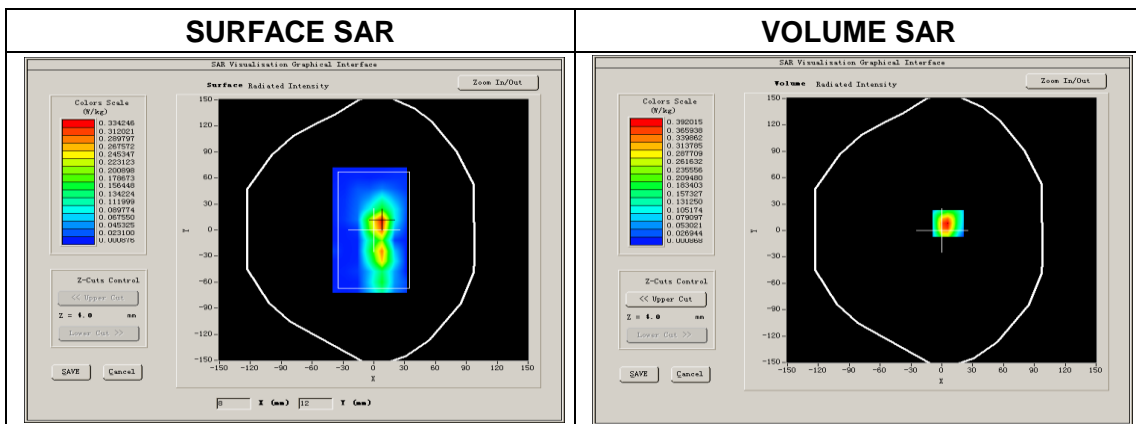 SURFACE SAR
VOLUME SAR
SAR Visualisation Graphical Interface
Surface Radiated Intensity
Zoom In/Out
Colors Scale
(W/kg)
0.334246
0.312021
0.289797
0.267572
0.245347
0.223123
0.200898
0.178673
0.156448
0.134224
0.111999
0.089774
0.067550
0.045325
0.023100
0.000876
150
120
90
60
30
0
-30
-60
-90
-120
-150
Y
-150 -120 -90 -60 -30 0 30 60 90 120 150
X
Z-Cuts Control
<< Upper Cut
Z = 4.0 mm
Lower Cut >>
SAVE Cancel
8 X (mm) 12 Y (mm)
SAR Visualisation Graphical Interface
Volume Radiated Intensity
Zoom In/Out
Colors Scale
(W/kg)
0.392015
0.365938
0.339862
0.313785
0.287709
0.261632
0.235556
0.209480
0.183403
0.157327
0.131250
0.105174
0.079097
0.053021
0.026944
0.000868
150
120
90
60
30
0
-30
-60
-90
-120
-150
Y
-150 -120 -90 -60 -30 0 30 60 90 120 150
X
Z-Cuts Control
<< Upper Cut
Z = 4.0 mm
Lower Cut >>
SAVE Cancel